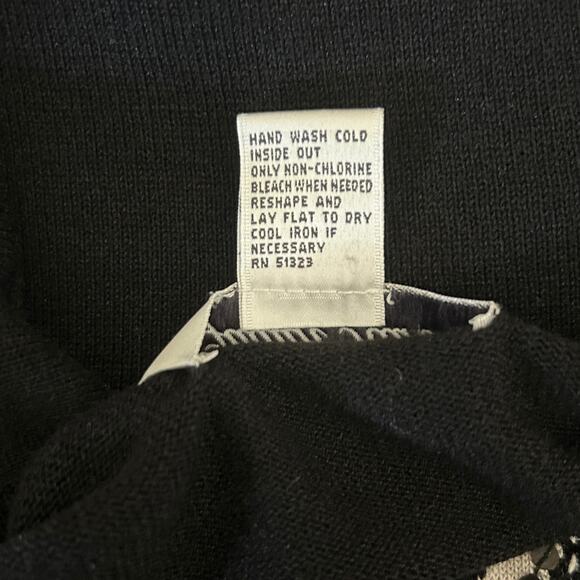 HAND WASH COLD
INSIDE OUT
ONLY NON-CHLORINE
BLEACH WHEN NEEDED
RESHAPE AND
LAY FLAT TO DRY
COOL IRON IF
NECESSARY
RN 51323